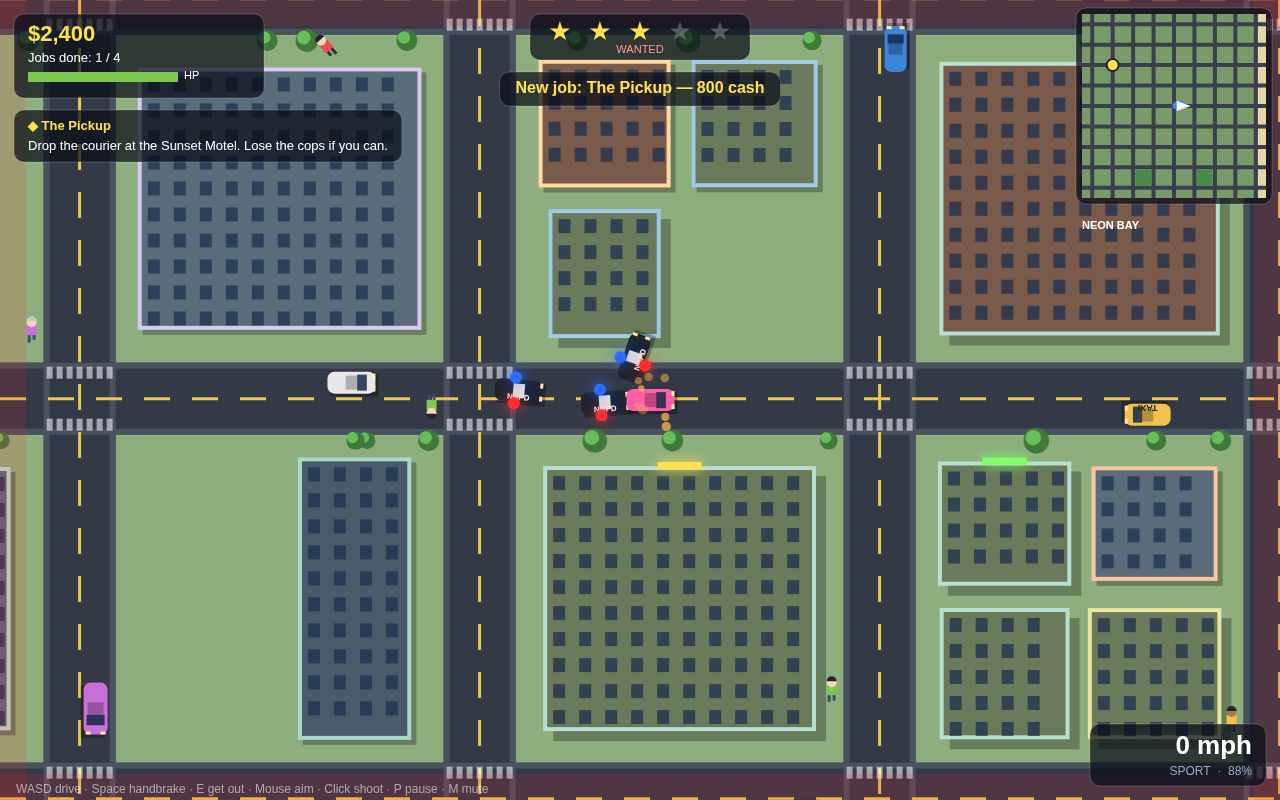 $2,400
Jobs done: 1 / 4
HP
WANTED
New job: The Pickup — 800 cash
◆ The Pickup
Drop the courier at the Sunset Motel. Lose the cops if you can.
NEON BAY
TAXI
0 mph
SPORT · 88%
WASD drive · Space handbrake · E get out · Mouse aim · Click shoot · P pause · M mute